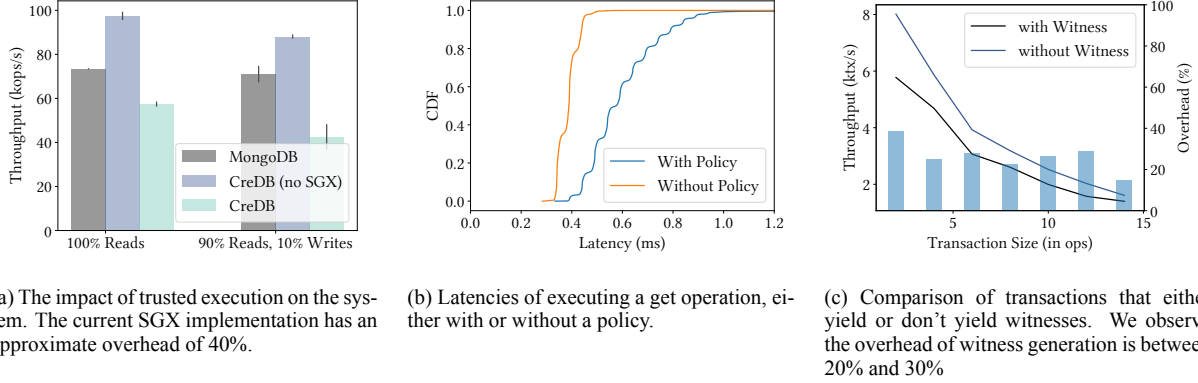 100
80
60
40
20
0
Throughput (kops/s)
MongoDB
CreDB (no SGX)
CreDB
100% Reads
90% Reads, 10% Writes
1.0
0.8
0.6
0.4
0.2
0.0
CDF
With Policy
Without Policy
0.0 0.2 0.4 0.6 0.8 1.0 1.2
Latency (ms)
8
6
4
2
Throughput (ktx/s)
with Witness
without Witness
100
80
60
40
20
0
Overhead (%)
5 10 15
Transaction Size (in ops)
a) The impact of trusted execution on the sys-
em. The current SGX implementation has an
pproximate overhead of 40%.
(b) Latencies of executing a get operation, ei-
ther with or without a policy.
(c) Comparison of transactions that eithe
yield or don't yield witnesses. We observ
the overhead of witness generation is betwee
20% and 30%